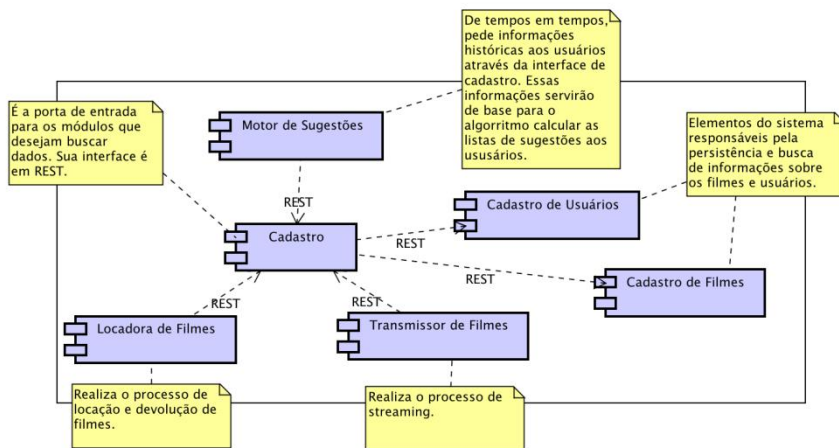 De tempos em tempos,
pede informações
históricas aos usuários
através da interface de
cadastro. Essas
informações servirão
de base para o
algorritmo calcular as
listas de sugestões aos
ususários.
É a porta de entrada
para os módulos que
desejam buscar
dados. Sua interface é
em REST.
Motor de Sugestões
Elementos do sistema
responsáveis pela
persistência e busca
de informações sobre
os filmes e usuários.
REST
Cadastro de Usuários
Cadastro
REST
REST
Cadastro de Filmes
REST
REST
Locadora de Filmes
Transmissor de Filmes
Realiza o processo de
locação e devolução de
filmes.
Realiza o processo de
streaming.